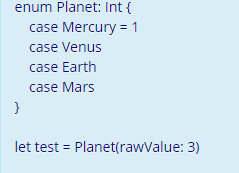 enum Planet: Int {
    case Mercury = 1
    case Venus
    case Earth
    case Mars
}

let test = Planet(rawValue: 3)